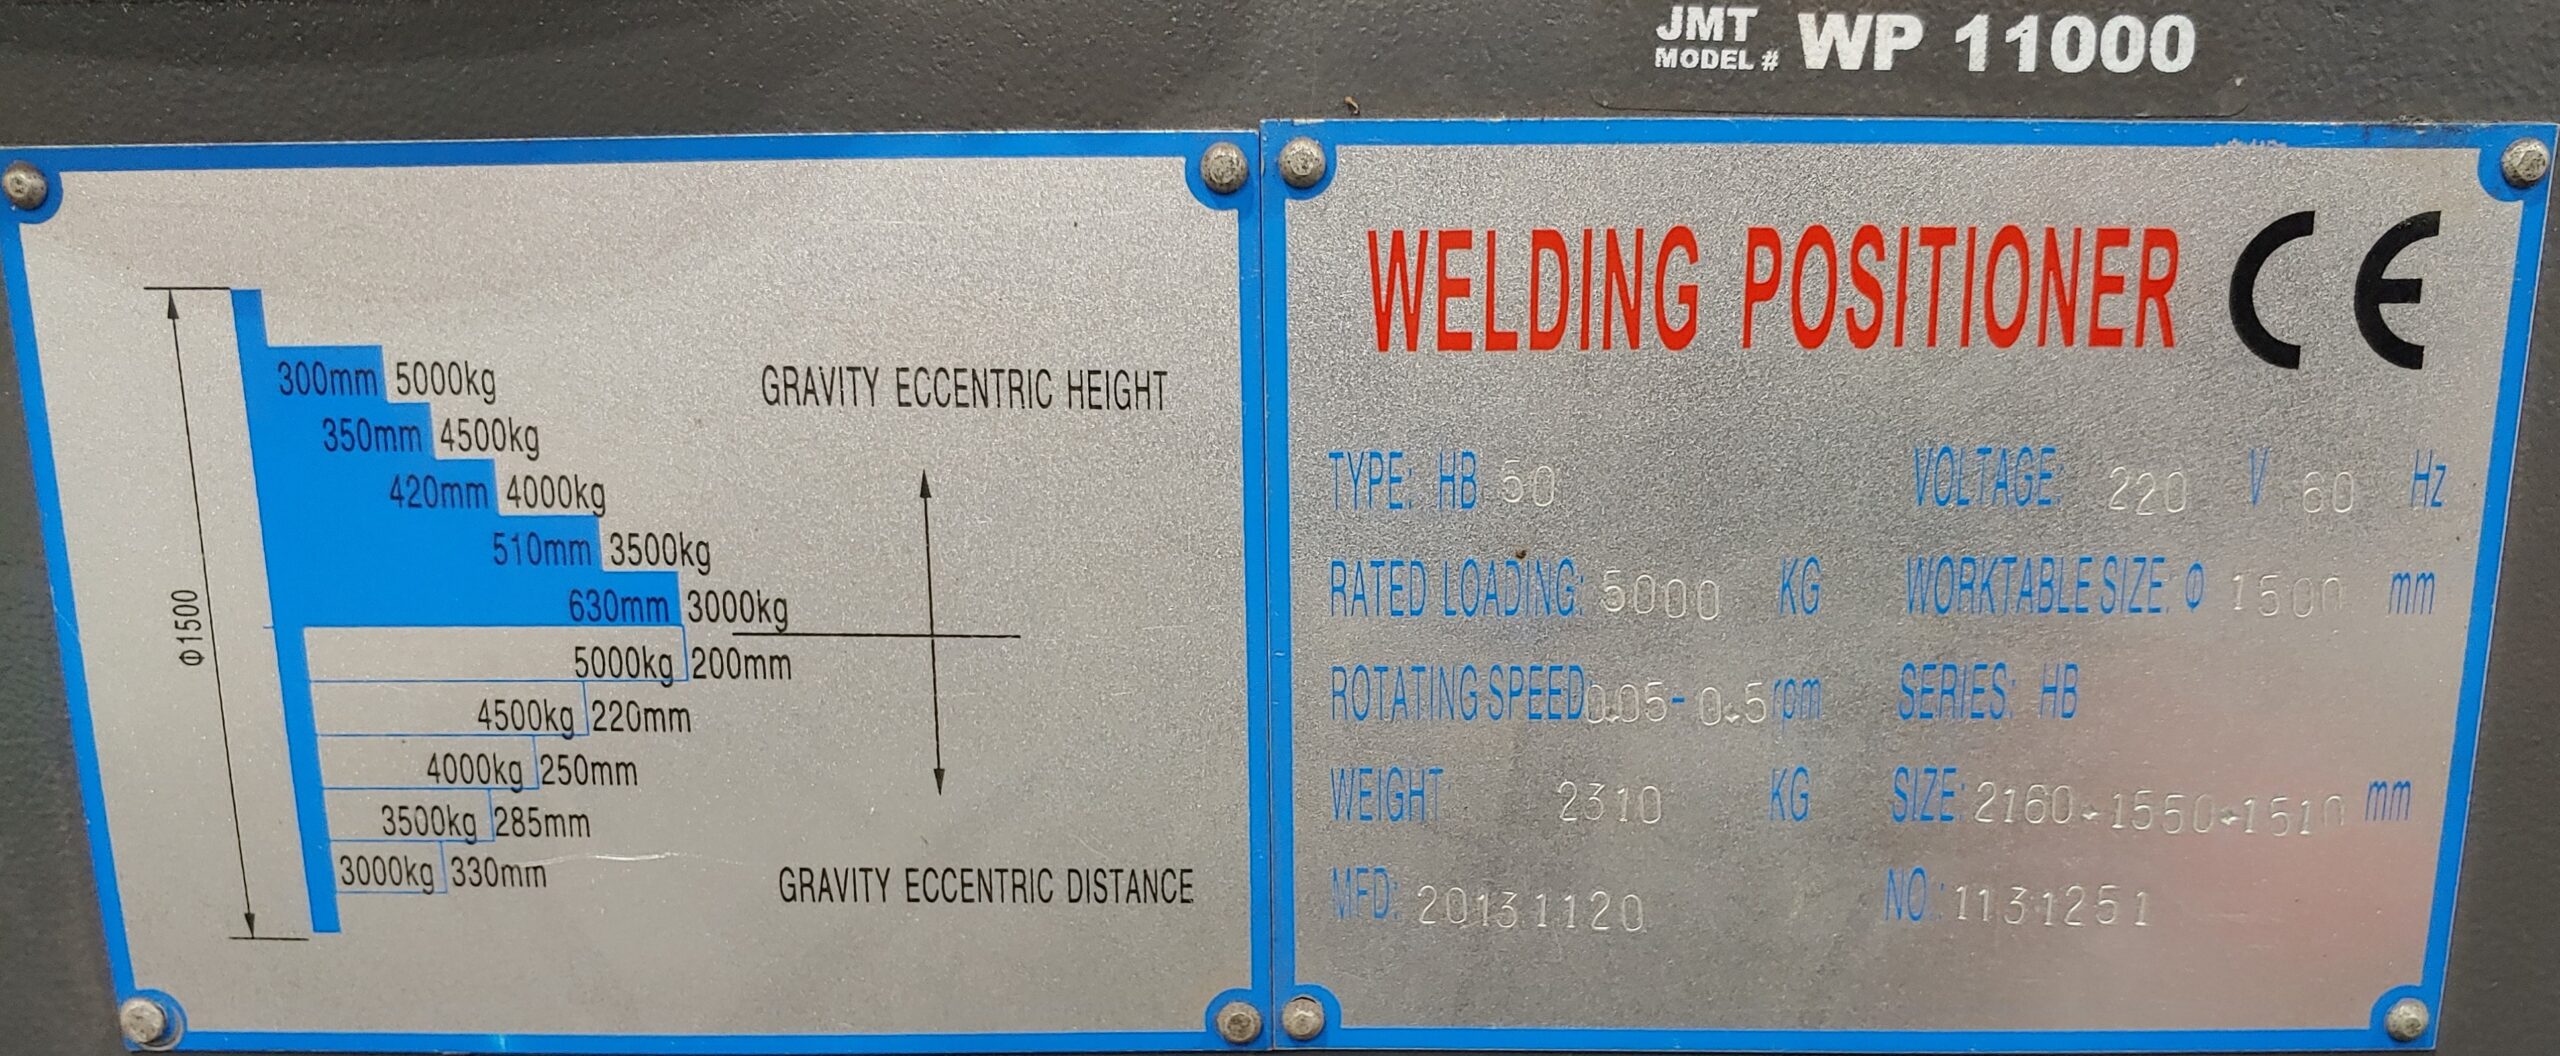 JMT
MODEL # WP 11000
300mm 5000kg
350mm 4500kg
420mm 4000kg
510mm 3500kg
630mm 3000kg
5000kg 200mm
4500kg 220mm
4000kg 250mm
3500kg 285mm
3000kg 330mm
Φ1500
GRAVITY ECCENTRIC HEIGHT
GRAVITY ECCENTRIC DISTANCE
WELDING POSITIONER CE
TYPE: HB 50 VOLTAGE: 220 V 60 Hz
RATED LOADING: 5000 KG WORKTABLE SIZE: Φ 1500 mm
ROTATING SPEED: 0.05- 0.5 rpm SERIES: HB
WEIGHT: 2310 KG SIZE: 2160*1550*1510 mm
MFD: 20131120 NO.: 1131251